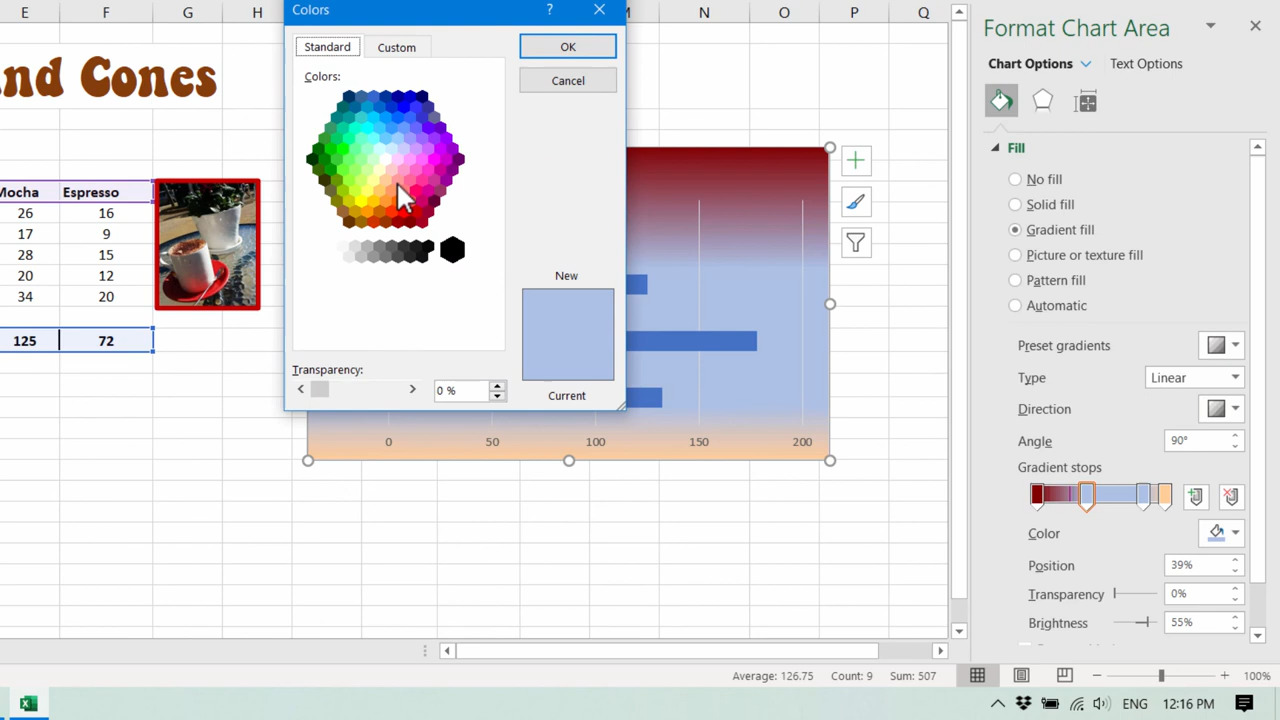 E F G H M N O P Q
nd Cones
Mocha Espresso
26 16
17 9
28 15
20 12
34 20
125 72
Colors
?
Standard Custom
OK
Cancel
Colors:
New
Current
Transparency:
0 %
0 50 100 150 200
Format Chart Area
Chart Options Text Options
Fill
No fill
Solid fill
Gradient fill
Picture or texture fill
Pattern fill
Automatic
Preset gradients
Type Linear
Direction
Angle 90°
Gradient stops
Color
Position 39%
Transparency 0%
Brightness 55%
Average: 126.75 Count: 9 Sum: 507 100%
ENG 12:16 PM